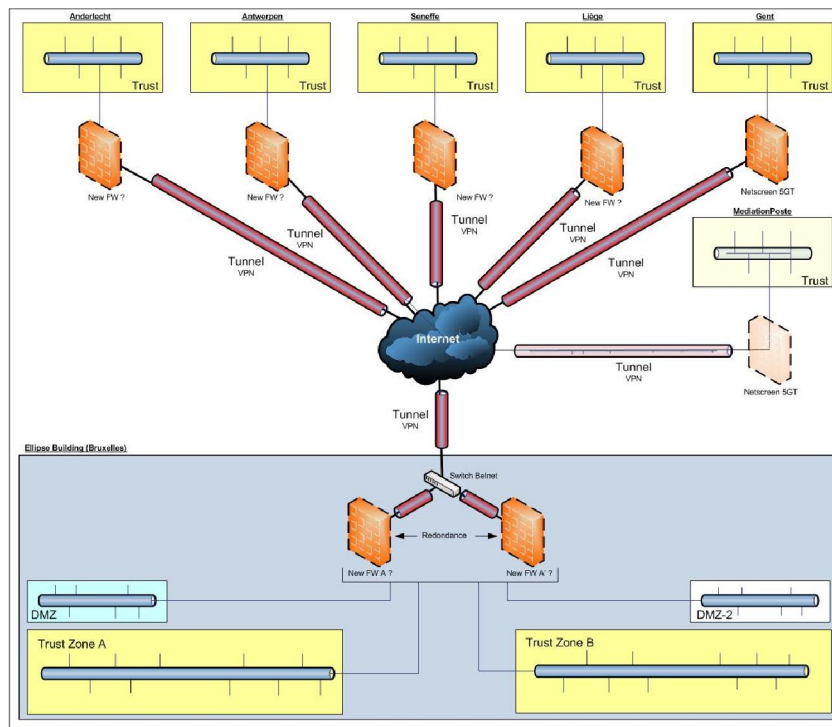 Anderlecht
Antwerpen
Seneffe
Liège
Gent
Trust
Trust
Trust
Trust
Trust
New FW ?
New FW ?
New FW ?
New FW ?
Netscreen 5GT
MediationPoste
Trust
Tunnel
VPN
Tunnel
VPN
Tunnel
VPN
Tunnel
VPN
Tunnel
VPN
Internet
Tunnel
VPN
Netscreen 5GT
Tunnel
VPN
Ellipse Building (Bruxelles)
Switch Belnet
Redondance
New FW A ?
New FW A' ?
DMZ
DMZ-2
Trust Zone A
Trust Zone B